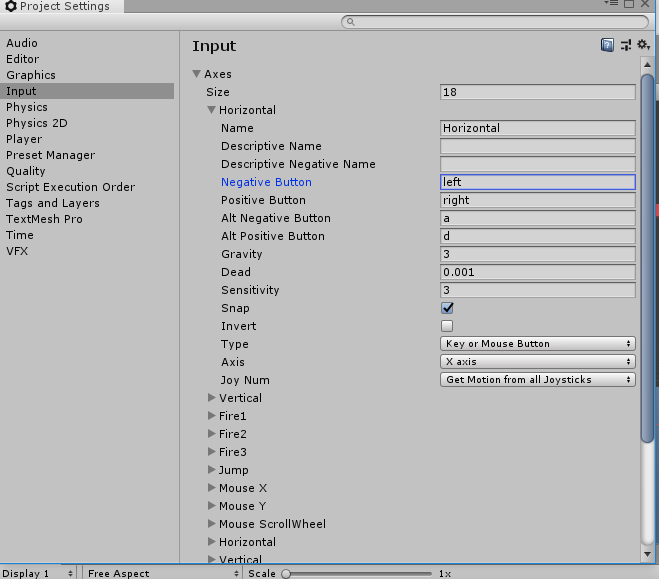 Project Settings
Audio
Editor
Graphics
Input
Physics
Physics 2D
Player
Preset Manager
Quality
Script Execution Order
Tags and Layers
TextMesh Pro
Time
VFX
Input
Axes
Size 18
Horizontal
Name Horizontal
Descriptive Name
Descriptive Negative Name
Negative Button left
Positive Button right
Alt Negative Button a
Alt Positive Button d
Gravity 3
Dead 0.001
Sensitivity 3
Snap
Invert
Type Key or Mouse Button
Axis X axis
Joy Num Get Motion from all Joysticks
Vertical
Fire1
Fire2
Fire3
Jump
Mouse X
Mouse Y
Mouse ScrollWheel
Horizontal
Vertical
Display 1 Free Aspect Scale 1x